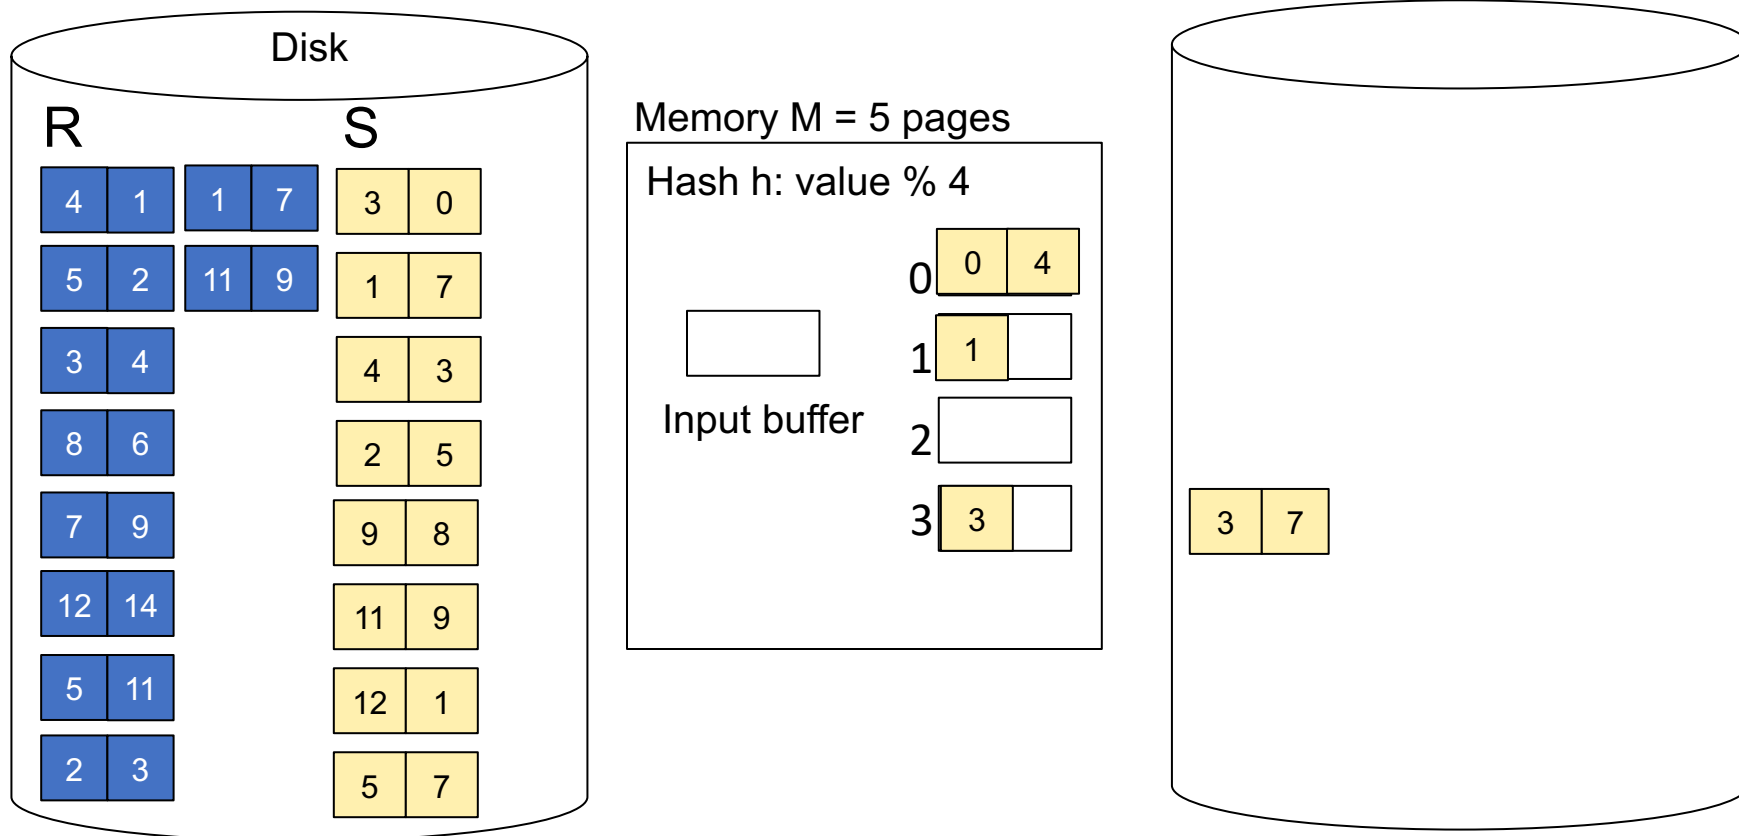 Disk
R S
Memory M = 5 pages
4 1 1 7 3 0
Hash h: value % 4
0 0 4
5 2 11 9 1 7
3 4 4 3
1 1
Input buffer
8 6 2 5
2
7 9 9 8
3 3
3 7
12 14 11 9
5 11 12 1
2 3 5 7